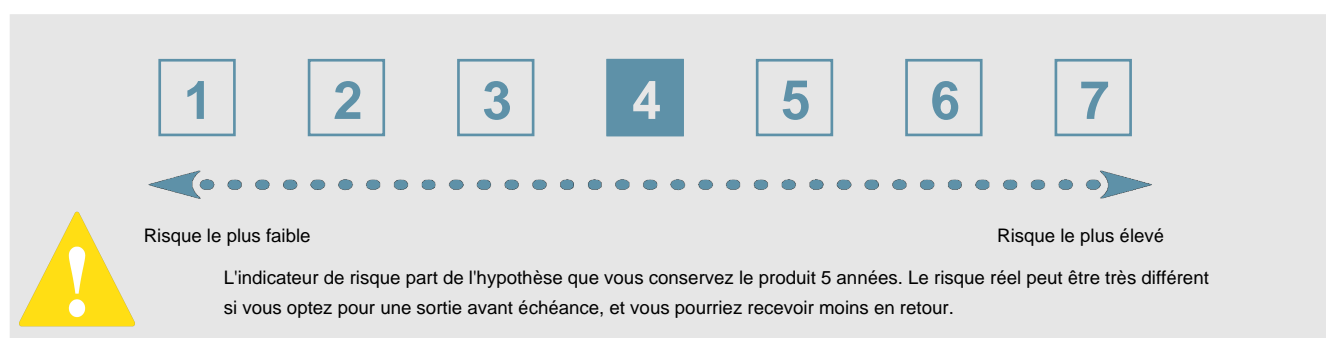 1 2 3 4 5 6 7
Risque le plus faible Risque le plus élevé
L'indicateur de risque part de l'hypothèse que vous conservez le produit 5 années. Le risque réel peut être très différent
si vous optez pour une sortie avant échéance, et vous pourriez recevoir moins en retour.